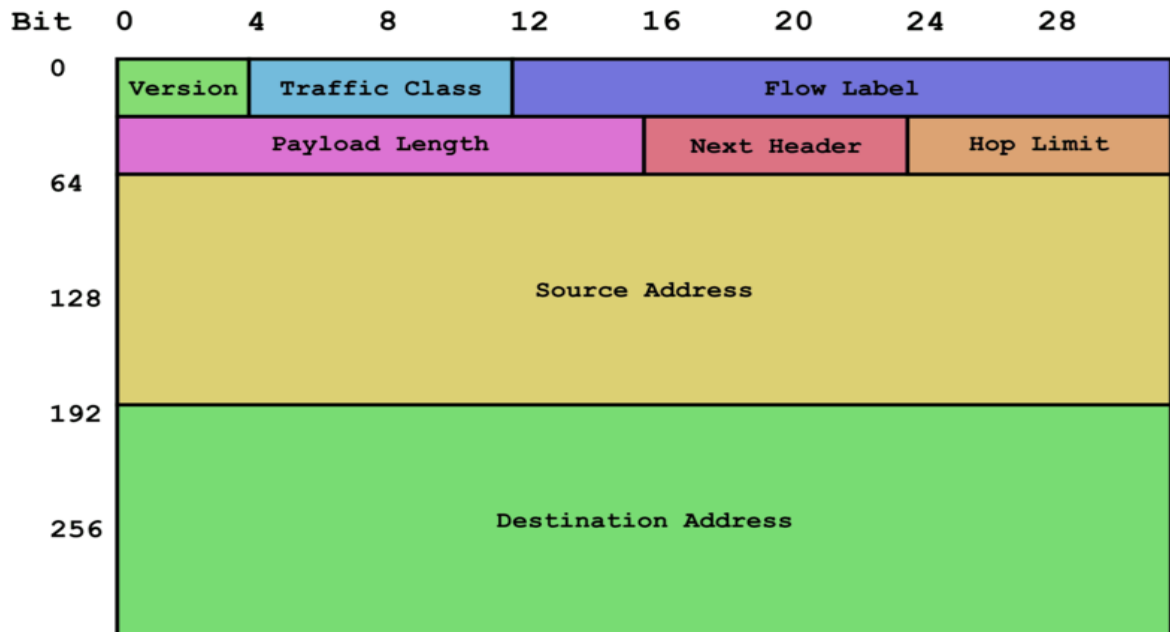 Bit 0 4 8 12 16 20 24 28
0
Version Traffic Class Flow Label
Payload Length Next Header Hop Limit
64
Source Address
128
192
Destination Address
256